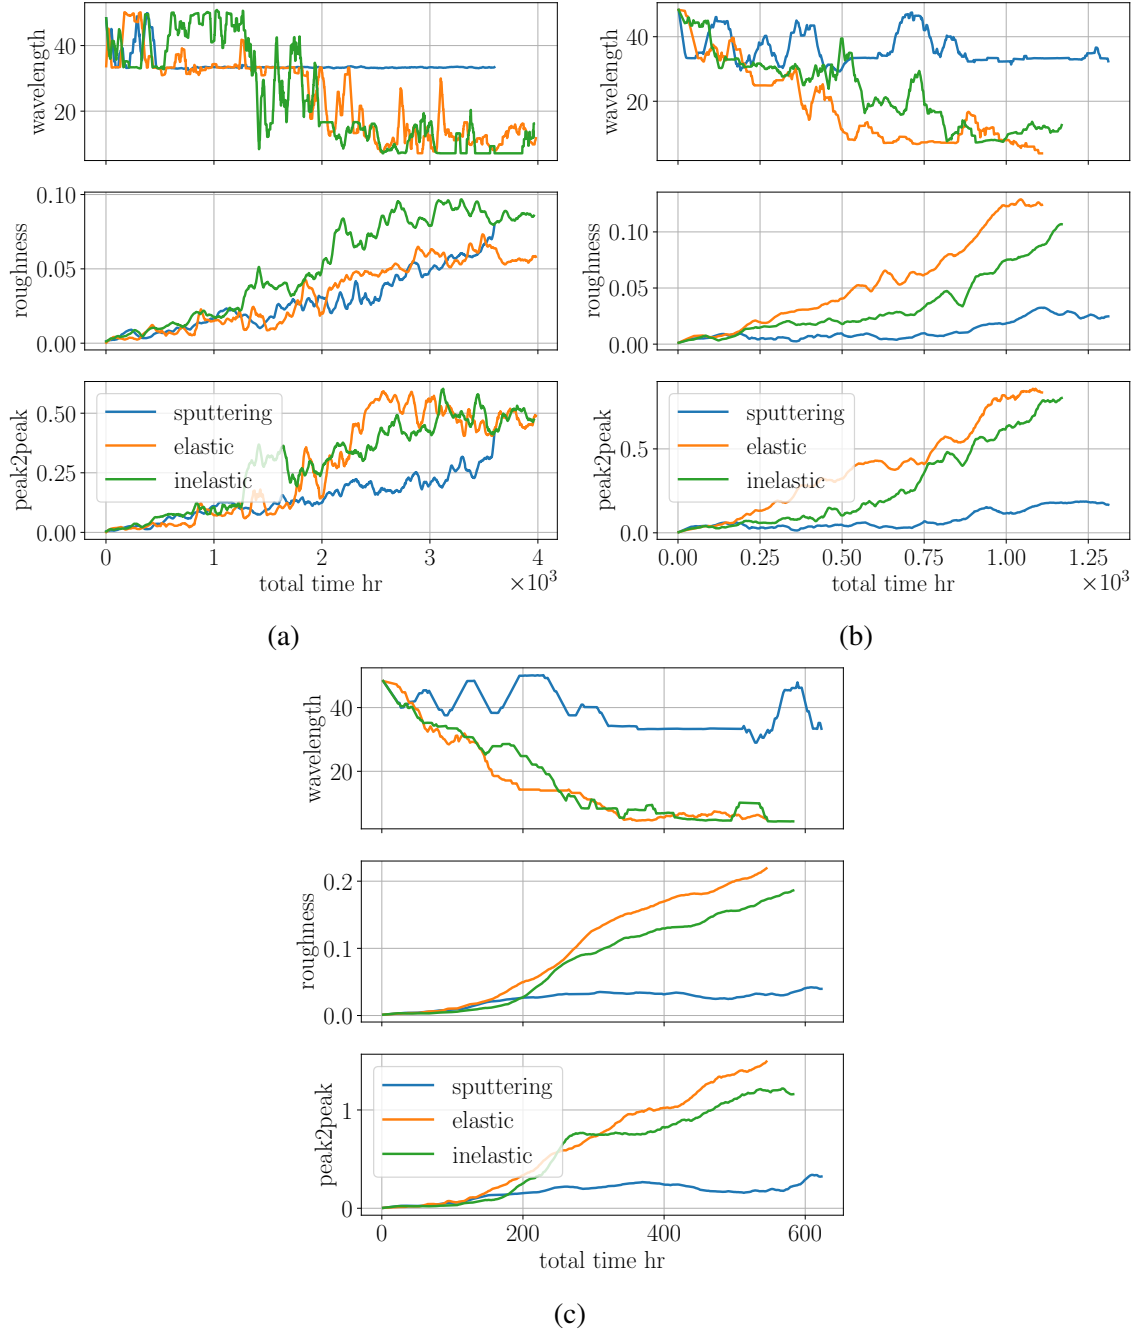 wavelength
40
20
roughness
0.10
0.05
0.00
peak2peak
0.50
0.25
0.00
sputtering
elastic
inelastic
0
1
2
3
4
total time hr
×10³
(a)
wavelength
40
20
roughness
0.10
0.05
0.00
peak2peak
0.5
0
sputtering
elastic
inelastic
0.00
0.25
0.50
0.75
1.00
1.25
total time hr
×10³
(b)
wavelength
40
20
roughness
0.2
0.1
0.0
peak2peak
1
0
sputtering
elastic
inelastic
0
200
400
600
total time hr
(c)